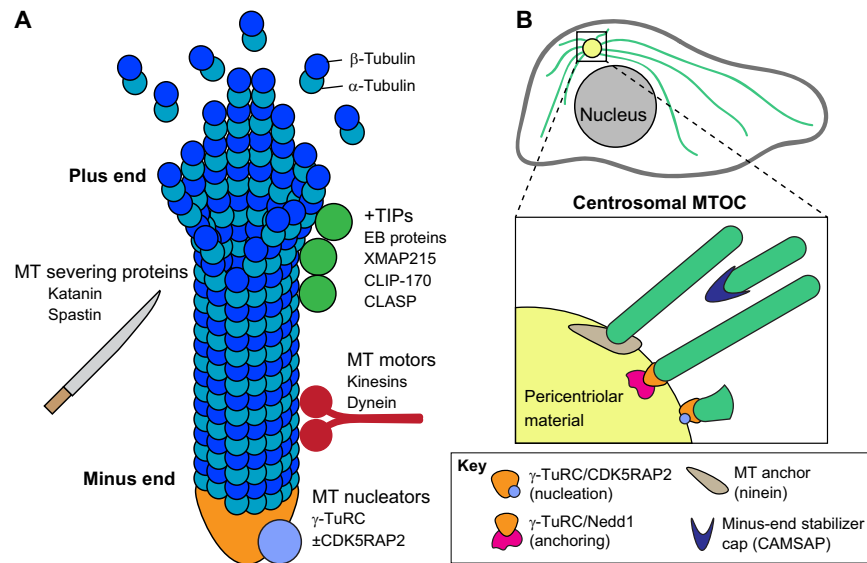 A
β-Tubulin
α-Tubulin
Plus end
+TIPs
EB proteins
XMAP215
CLIP-170
CLASP
MT severing proteins
Katanin
Spastin
MT motors
Kinesins
Dynein
Minus end
MT nucleators
γ-TuRC
±CDK5RAP2
B
Nucleus
Centrosomal MTOC
Pericentriolar
material
Key
γ-TuRC/CDK5RAP2
(nucleation)
γ-TuRC/Nedd1
(anchoring)
MT anchor
(ninein)
Minus-end stabilizer
cap (CAMSAP)